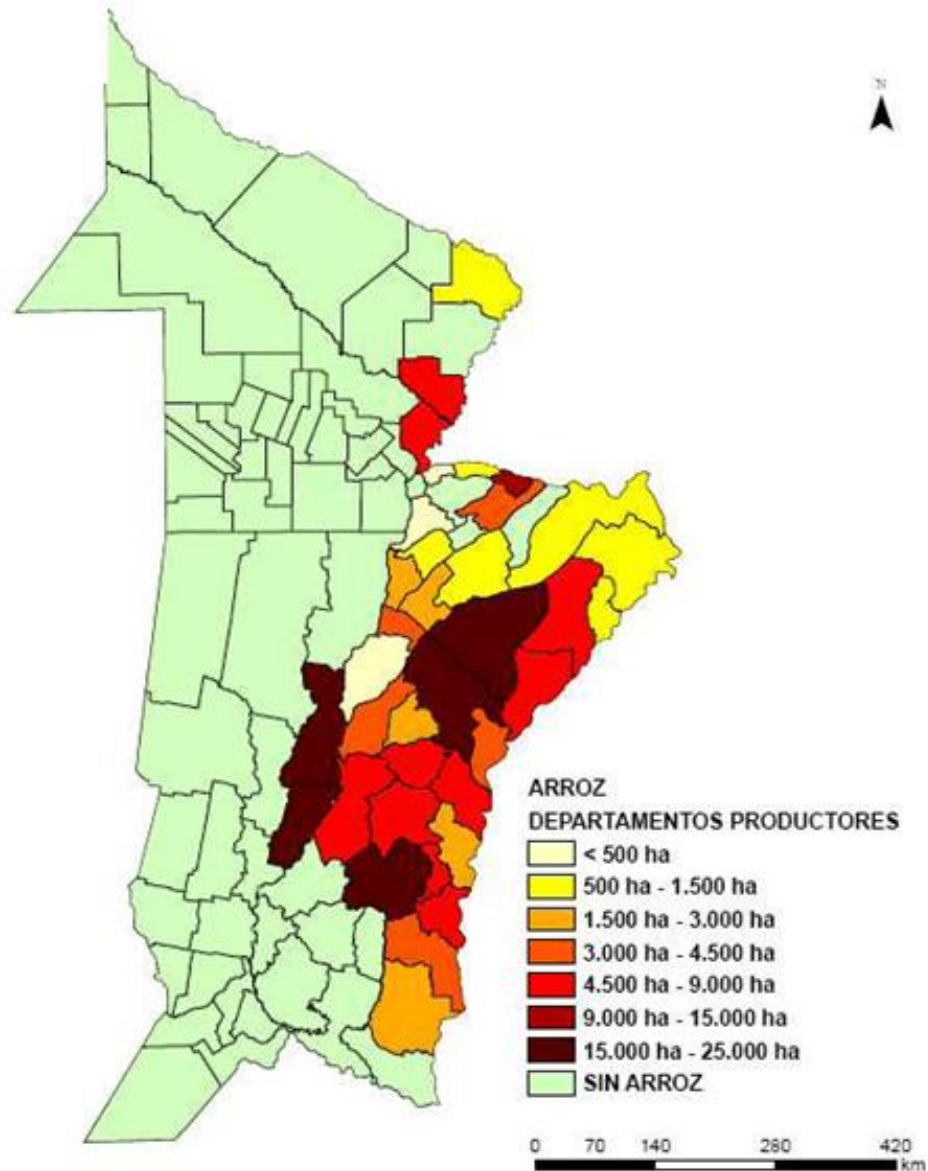 N
ARROZ
DEPARTAMENTOS PRODUCTORES
< 500 ha
500 ha - 1.500 ha
1.500 ha - 3.000 ha
3.000 ha - 4.500 ha
4.500 ha - 9.000 ha
9.000 ha - 15.000 ha
15.000 ha - 25.000 ha
SIN ARROZ
0 70 140 280 420
km